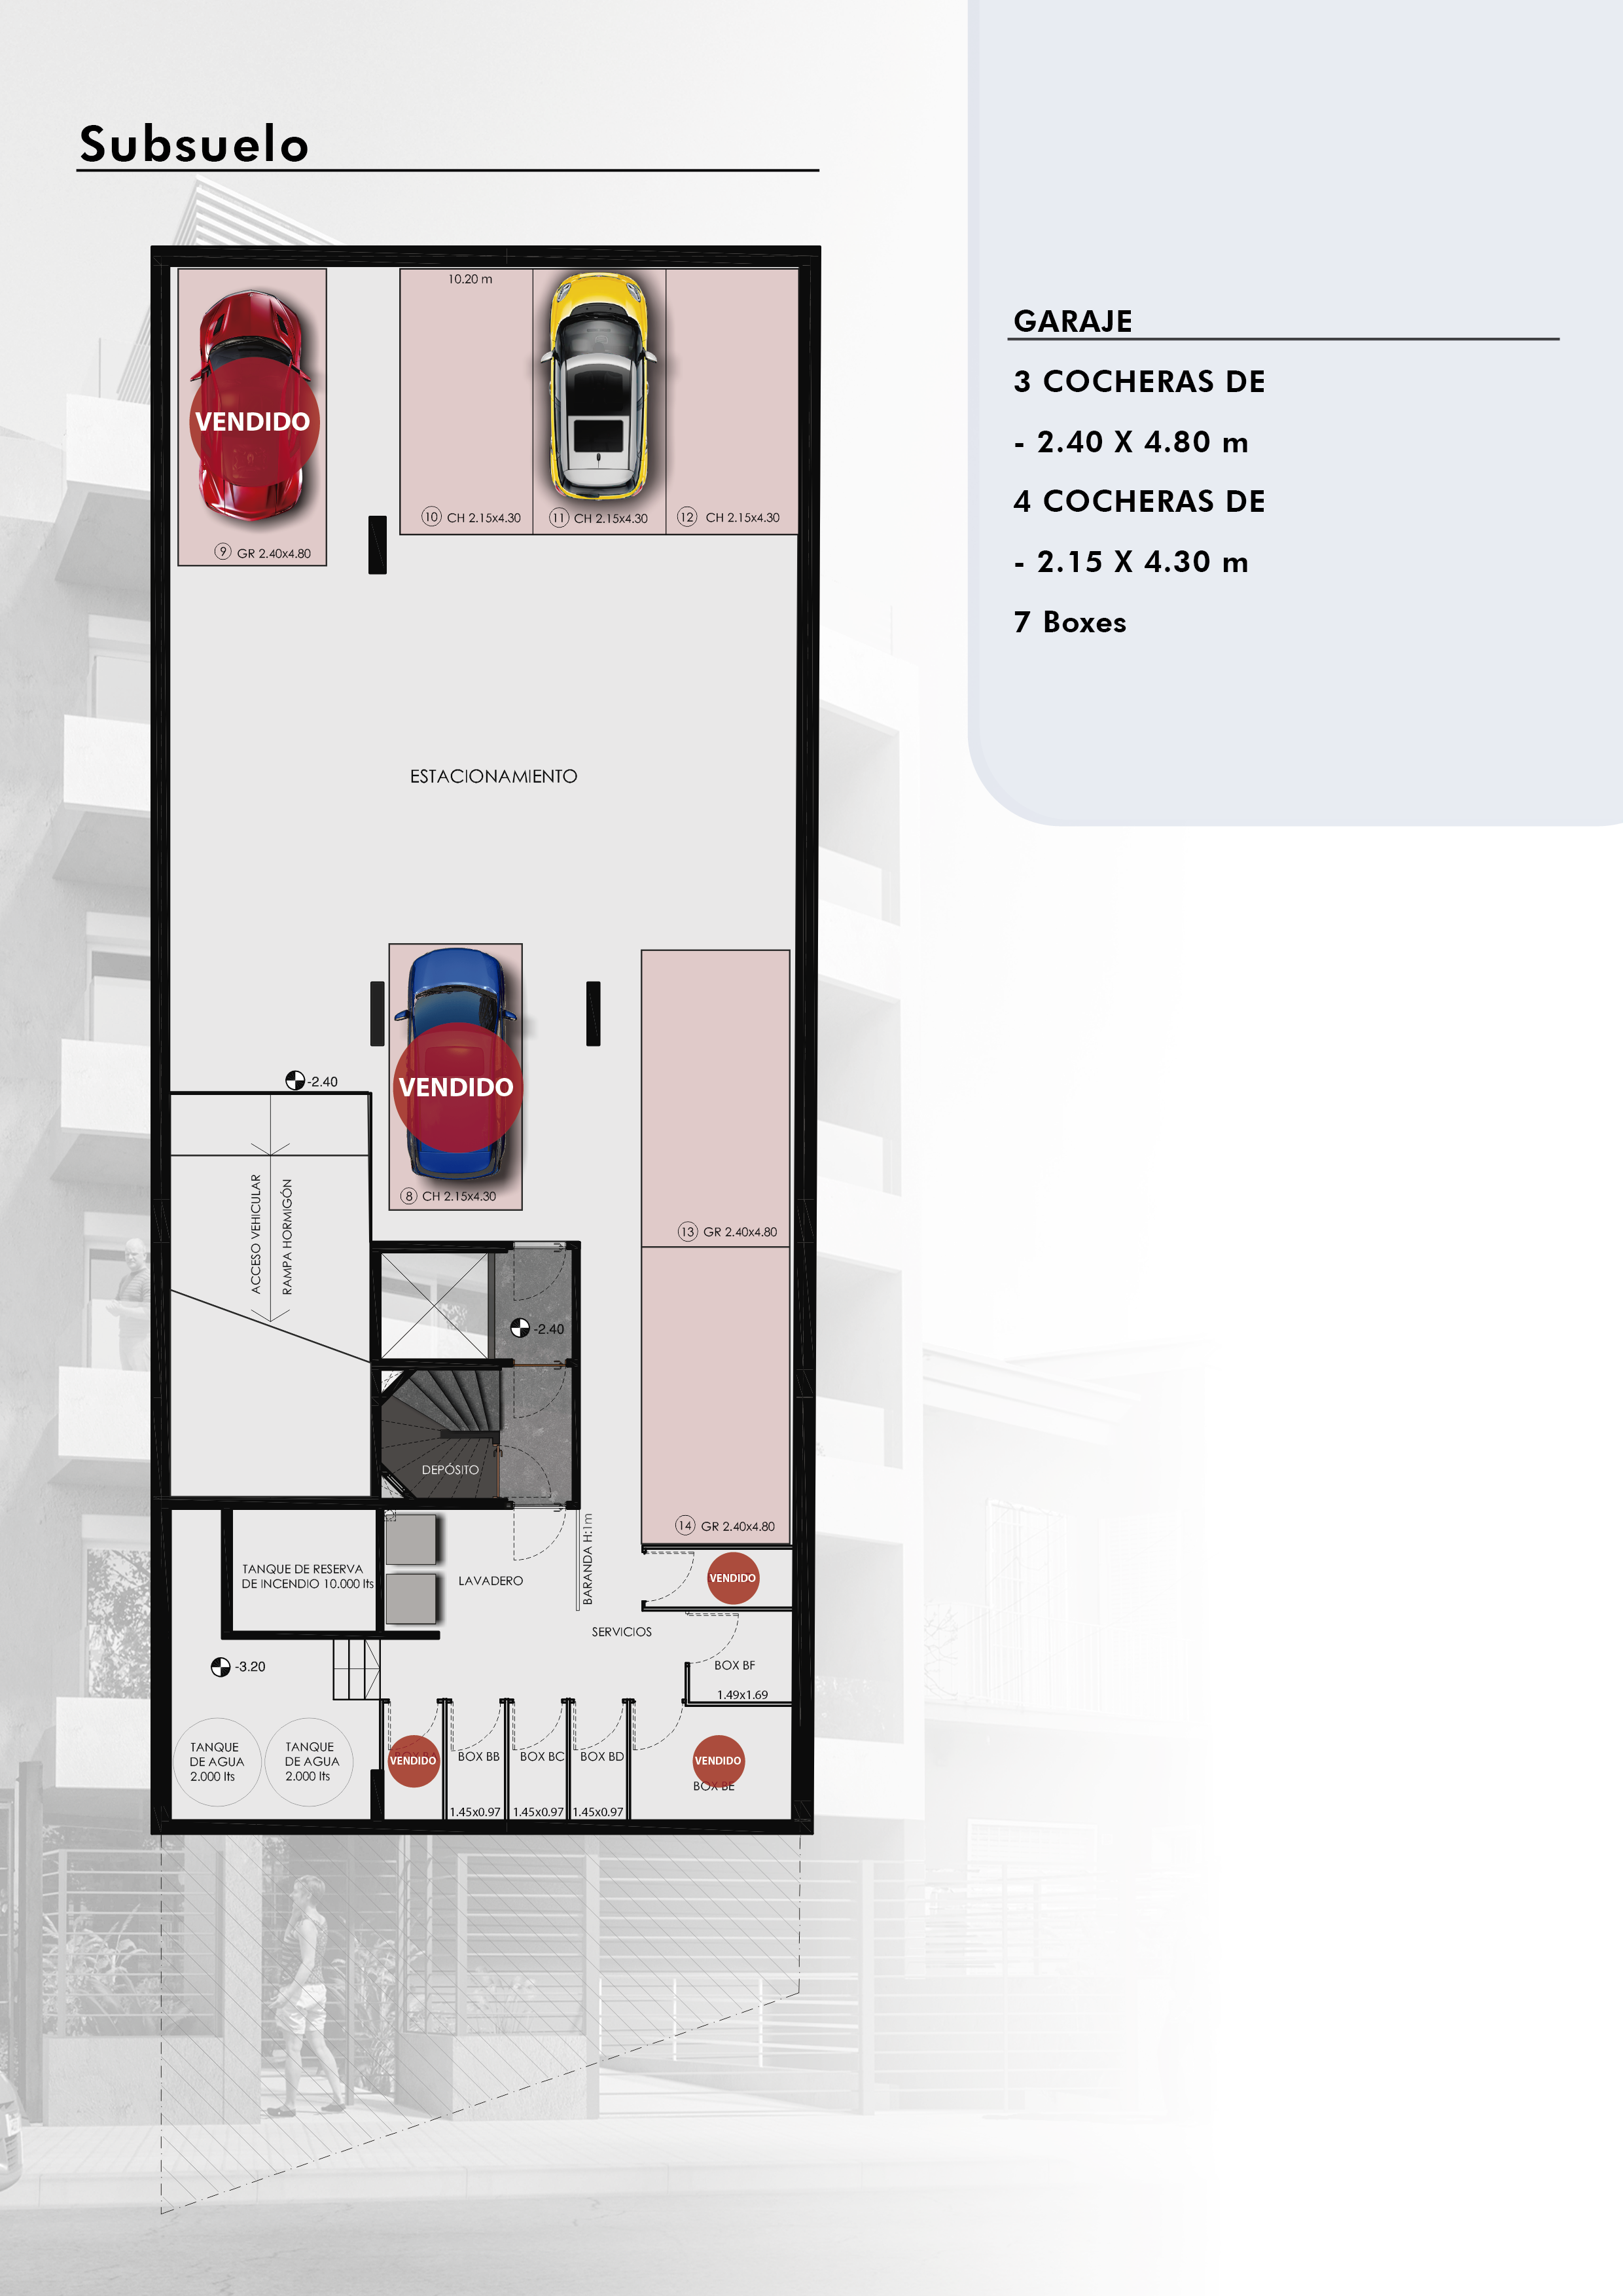 Subsuelo
GARAJE
3 COCHERAS DE
- 2.40 X 4.80 m
4 COCHERAS DE
- 2.15 X 4.30 m
7 Boxes
10.20 m
VENDIDO
9 GR 2.40x4.80
10 CH 2.15x4.30
11 CH 2.15x4.30
12 CH 2.15x4.30
ESTACIONAMIENTO
VENDIDO
8 CH 2.15x4.30
-2.40
ACCESO VEHICULAR
RAMPA HORMIGÓN
13 GR 2.40x4.80
-2.40
DEPÓSITO
14 GR 2.40x4.80
BARANDA H:1m
TANQUE DE RESERVA
DE INCENDIO 10.000 lts
LAVADERO
VENDIDO
SERVICIOS
-3.20
BOX BF
1.49x1.69
TANQUE
DE AGUA
2.000 lts
TANQUE
DE AGUA
2.000 lts
VENDIDO
BOX BB
1.45x0.97
BOX BC
1.45x0.97
BOX BD
1.45x0.97
VENDIDO
BOX BE